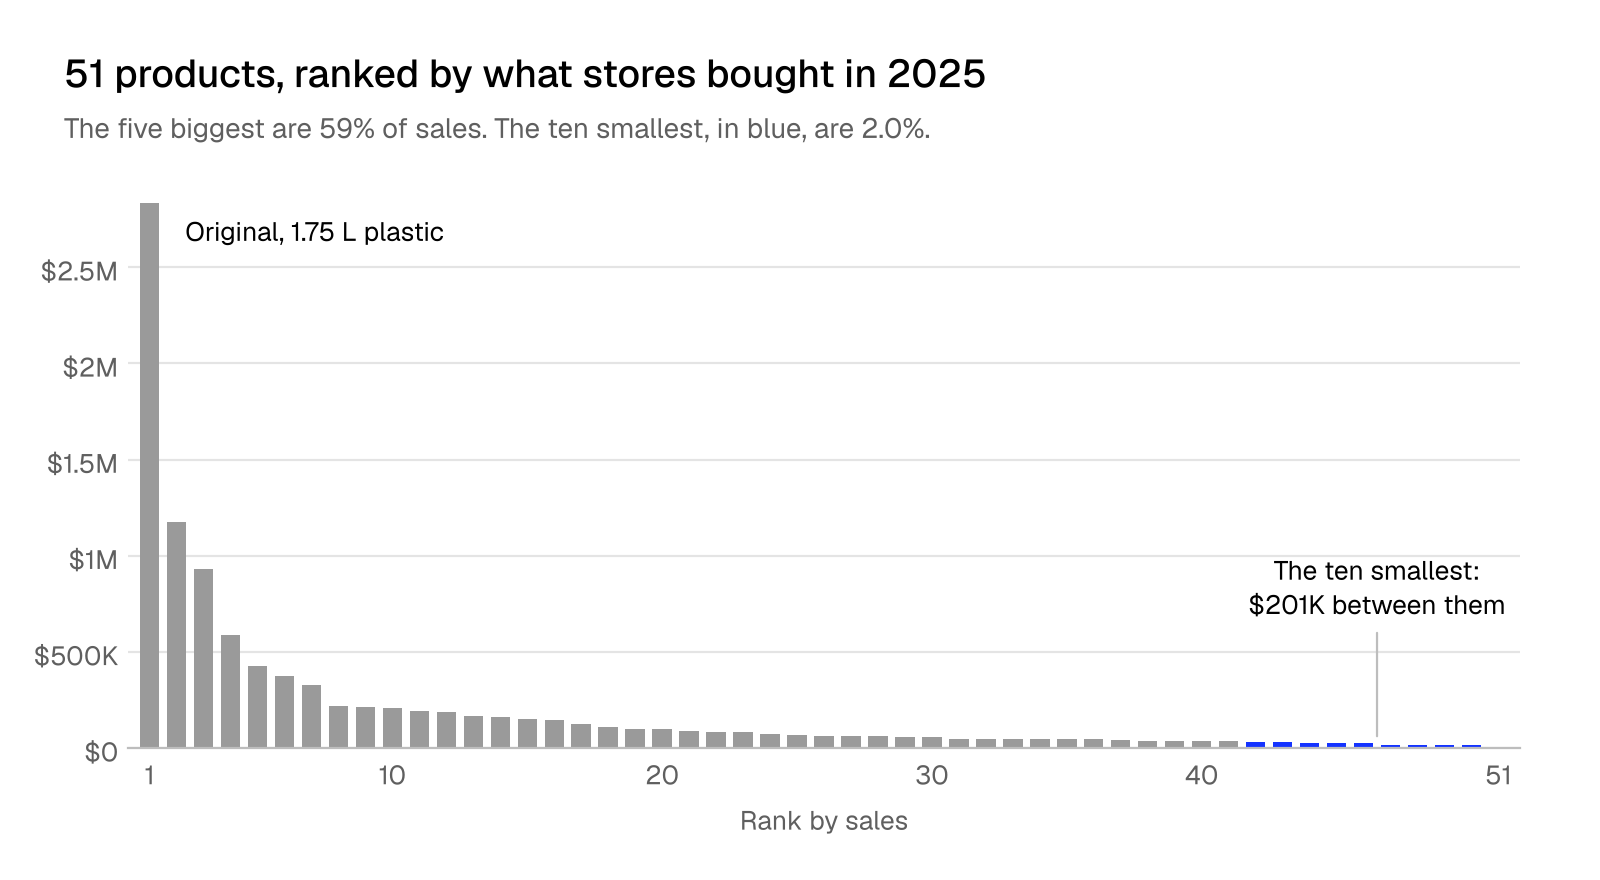 51 products, ranked by what stores bought in 2025
The five biggest are 59% of sales. The ten smallest, in blue, are 2.0%.
Original, 1.75 L plastic
$2.5M
$2M
$1.5M
$1M
The ten smallest:
$201K between them
$500K
$0
1
10
20
30
40
51
Rank by sales